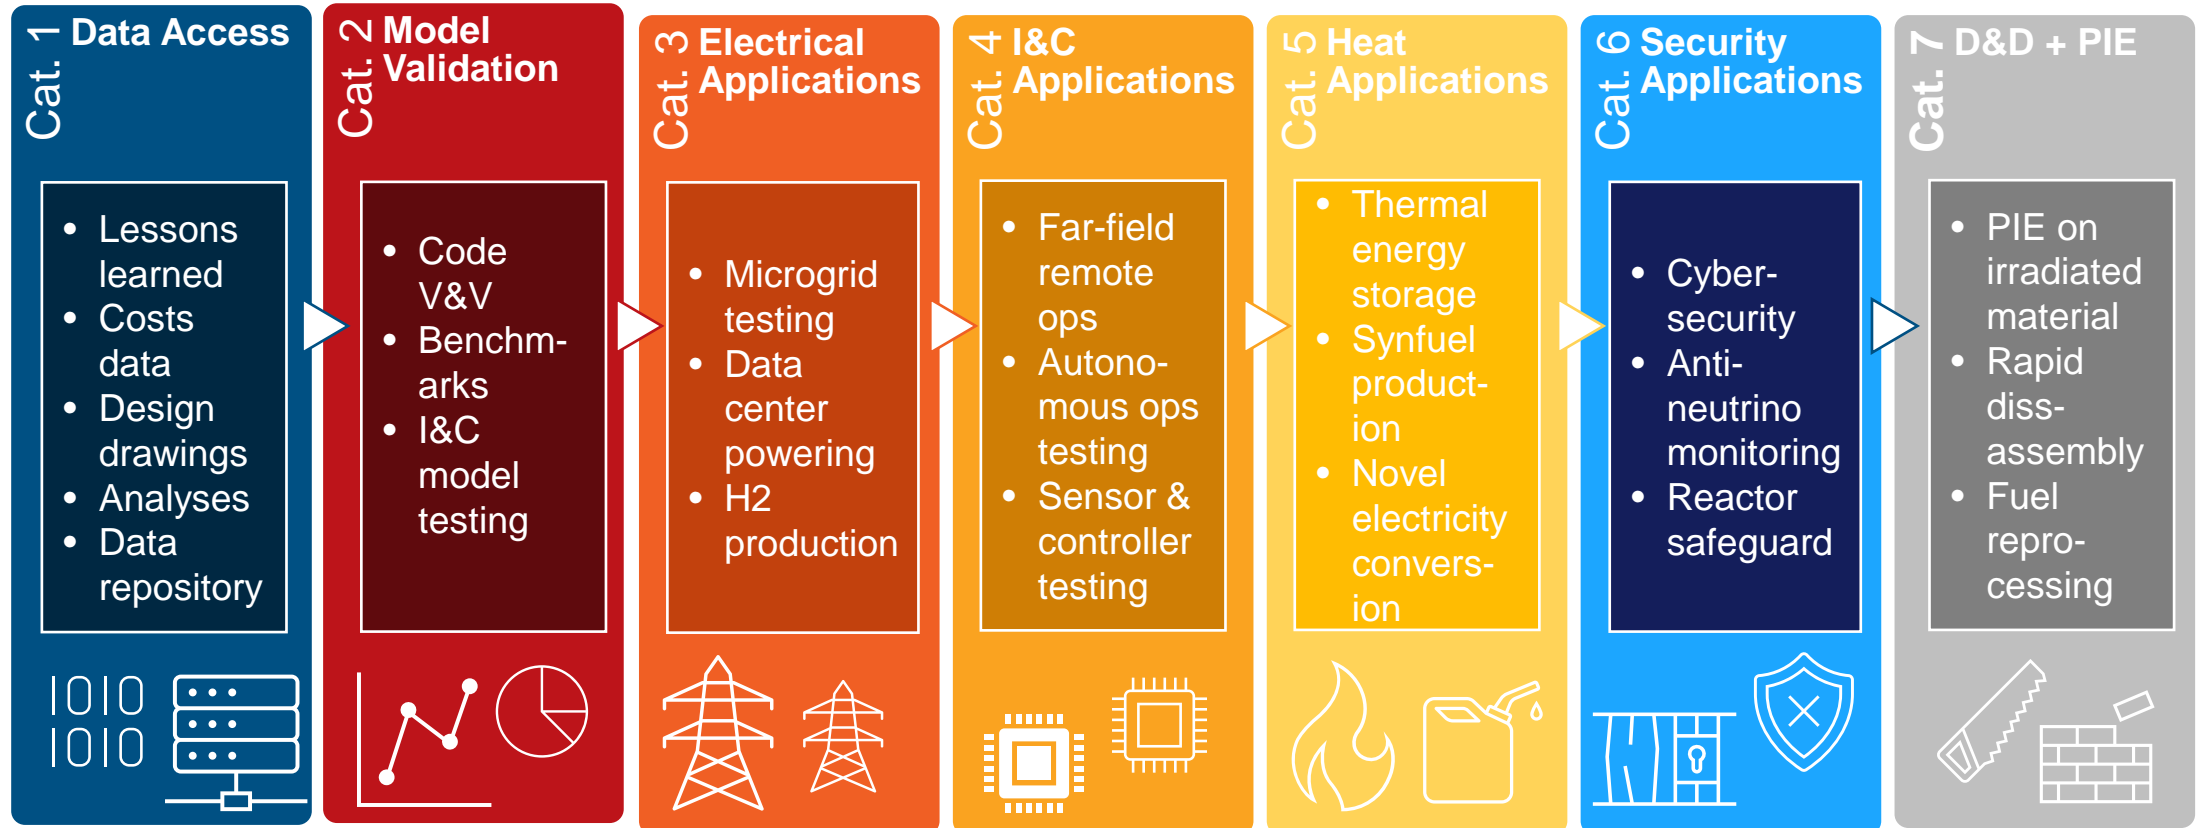 Cat. 1
Data Access
• Lessons
learned
• Costs
data
• Design
drawings
• Analyses
• Data
repository
Cat. 2
Model
Validation
• Code
V&V
• Benchm-
arks
• I&C
model
testing
Cat. 3
Electrical
Applications
• Microgrid
testing
• Data
center
powering
• H2
production
Cat. 4
I&C
Applications
• Far-field
remote
ops
• Autono-
mous ops
testing
• Sensor &
controller
testing
Cat. 5
Heat
Applications
• Thermal
energy
storage
• Synfuel
product-
ion
• Novel
electricity
convers-
ion
Cat. 6
Security
Applications
• Cyber-
security
• Anti-
neutrino
monitoring
• Reactor
safeguard
Cat. 7
D&D + PIE
• PIE on
irradiated
material
• Rapid
diss-
assembly
• Fuel
repro-
cessing